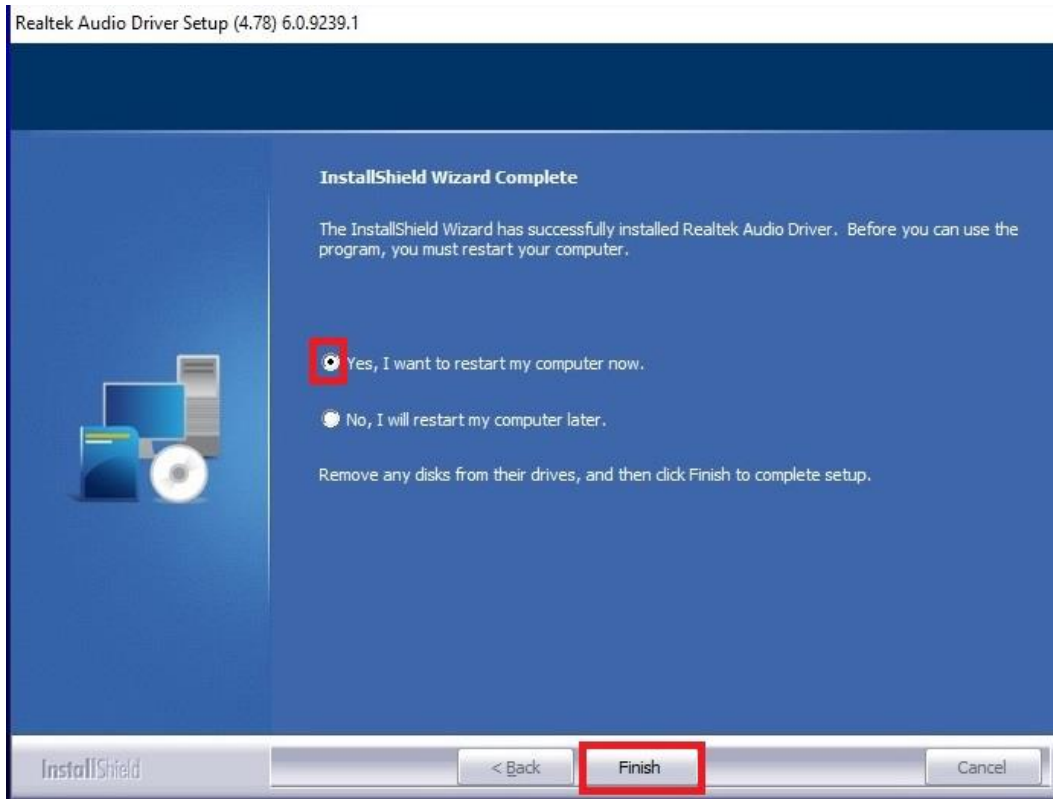 Realtek Audio Driver Setup (4.78) 6.0.9239.1
InstallShield Wizard Complete
The InstallShield Wizard has successfully installed Realtek Audio Driver. Before you can use the
program, you must restart your computer.
Yes, I want to restart my computer now.
No, I will restart my computer later.
Remove any disks from their drives, and then click Finish to complete setup.
InstallShield
< Back
Finish
Cancel